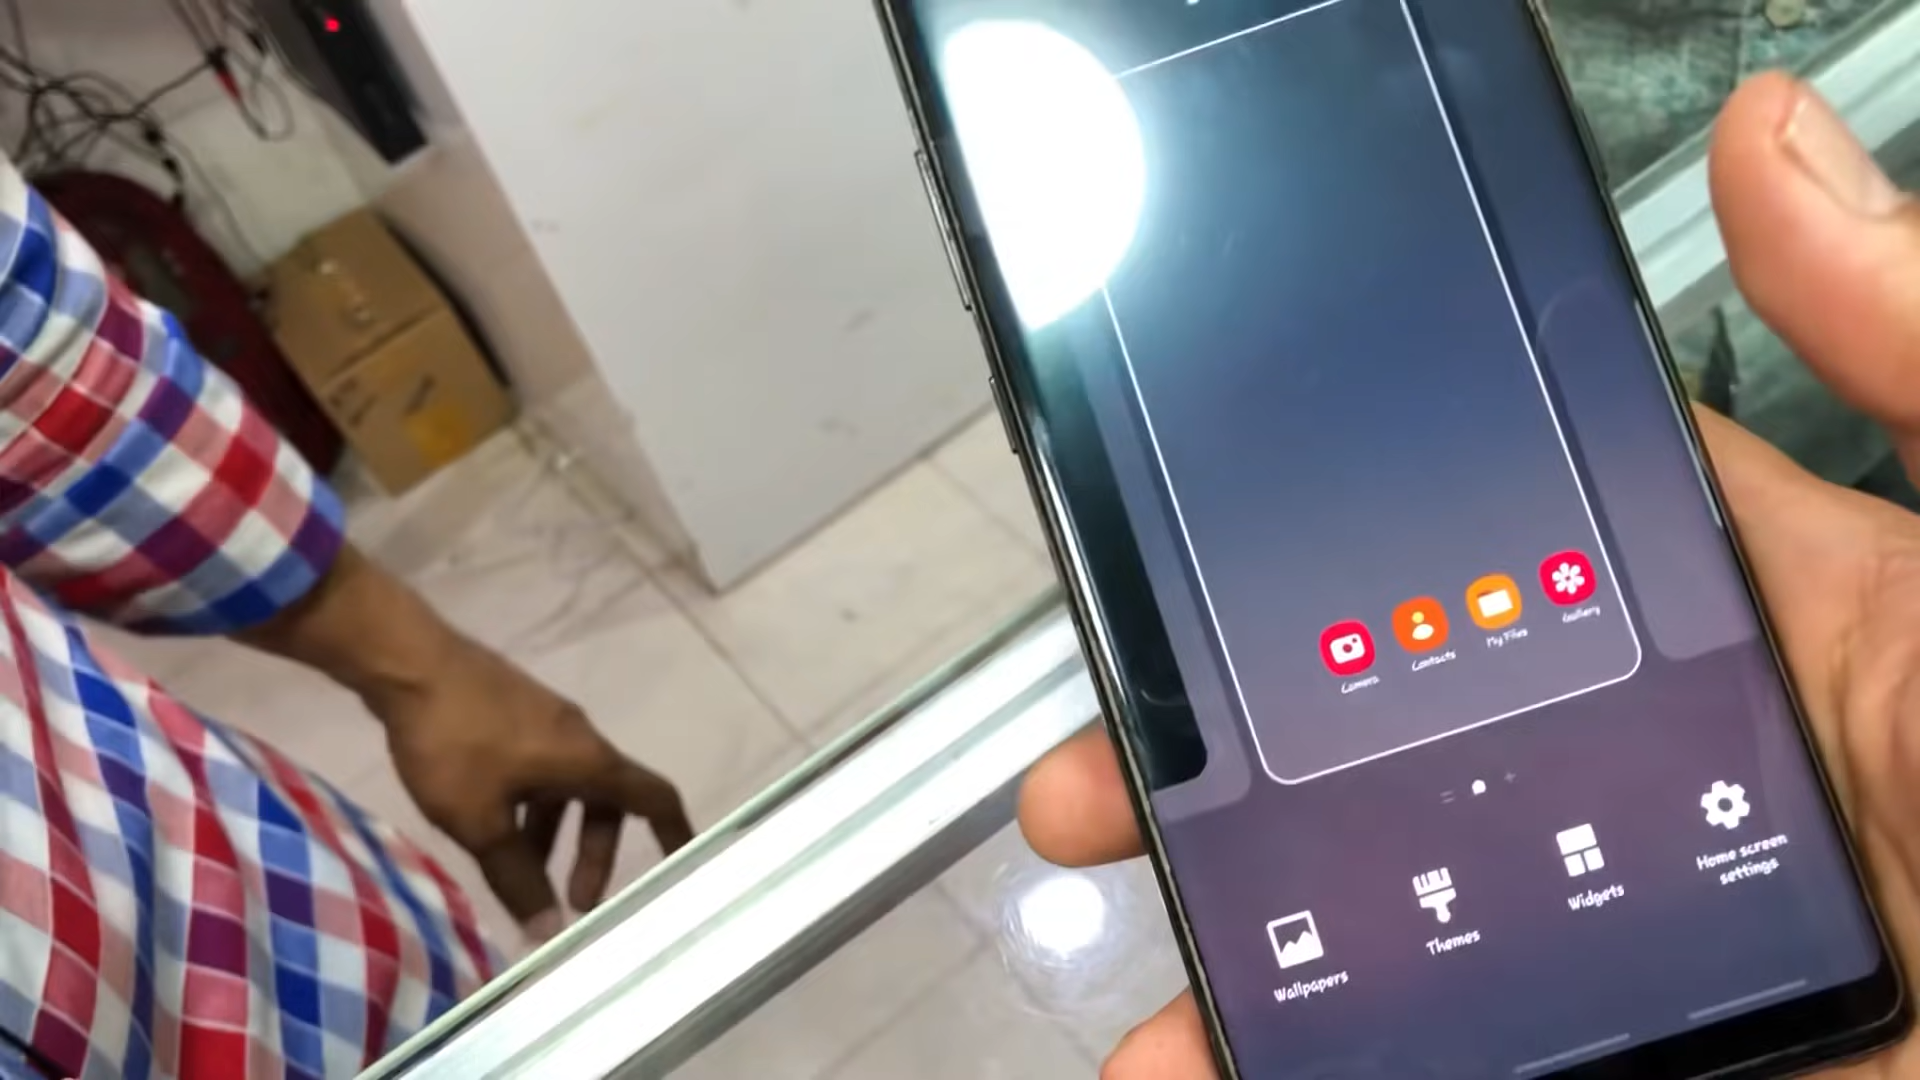 Camera
Contacts
My Files
Gallery
Wallpapers
Themes
Widgets
Home screen
settings